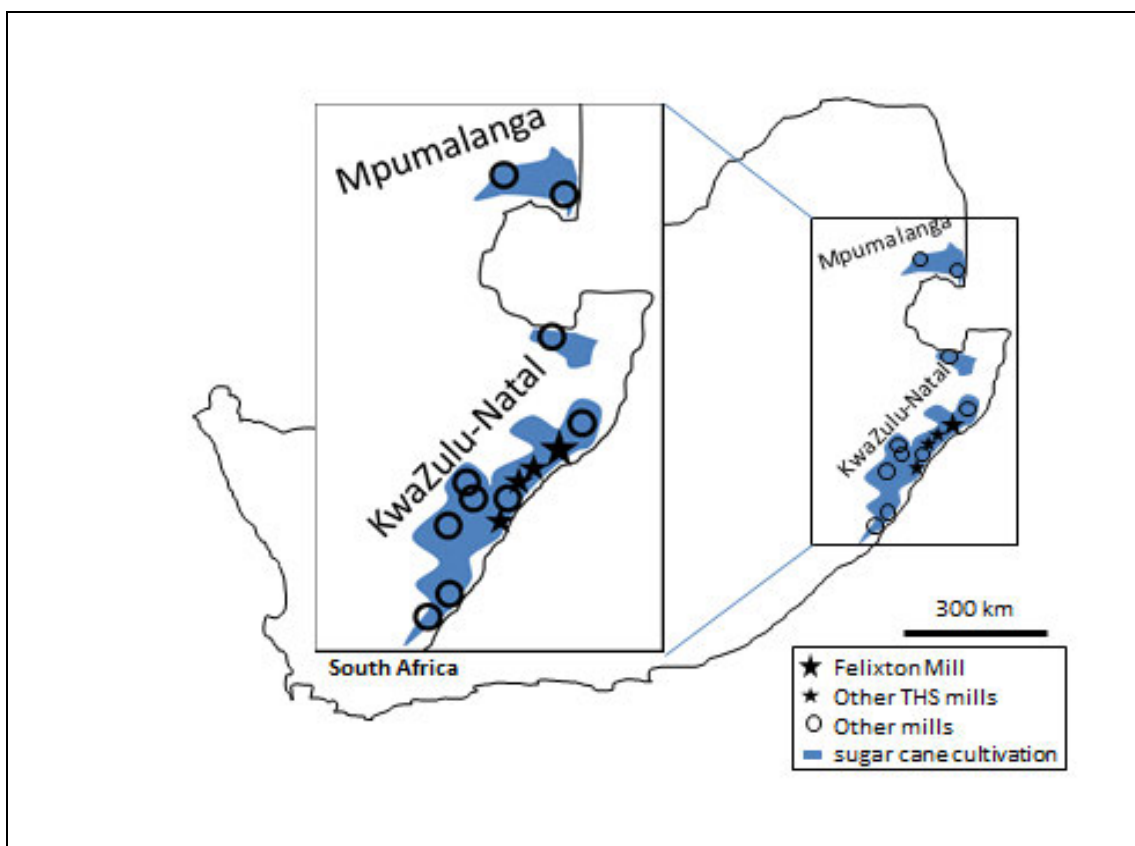 Mpumalanga
KwaZulu-Natal
South Africa
Mpumalanga
KwaZulu-Natal
300 km
Felixton Mill
Other THS mills
Other mills
sugar cane cultivation